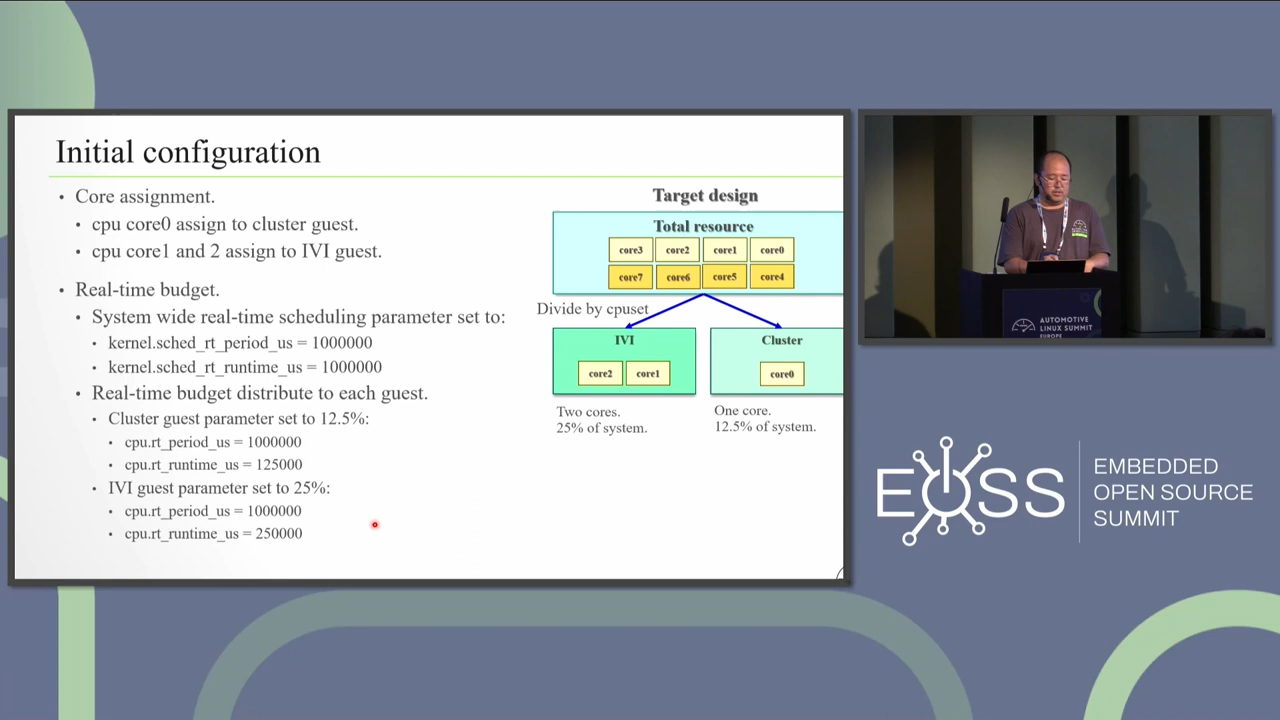 Initial configuration
• Core assignment.
• cpu core0 assign to cluster guest.
• cpu core1 and 2 assign to IVI guest.
• Real-time budget.
• System wide real-time scheduling parameter set to:
• kernel.sched_rt_period_us = 1000000
• kernel.sched_rt_runtime_us = 1000000
• Real-time budget distribute to each guest.
• Cluster guest parameter set to 12.5%:
• cpu.rt_period_us = 1000000
• cpu.rt_runtime_us = 125000
• IVI guest parameter set to 25%:
• cpu.rt_period_us = 1000000
• cpu.rt_runtime_us = 250000
Target design
Total resource
core3 core2 core1 core0
core7 core6 core5 core4
Divide by cpuset
IVI
core2 core1
Two cores.
25% of system.
Cluster
core0
One core.
12.5% of system.
AUTOMOTIVE
LINUX SUMMIT
EUROPE
EOSS
EMBEDDED
OPEN SOURCE
SUMMIT